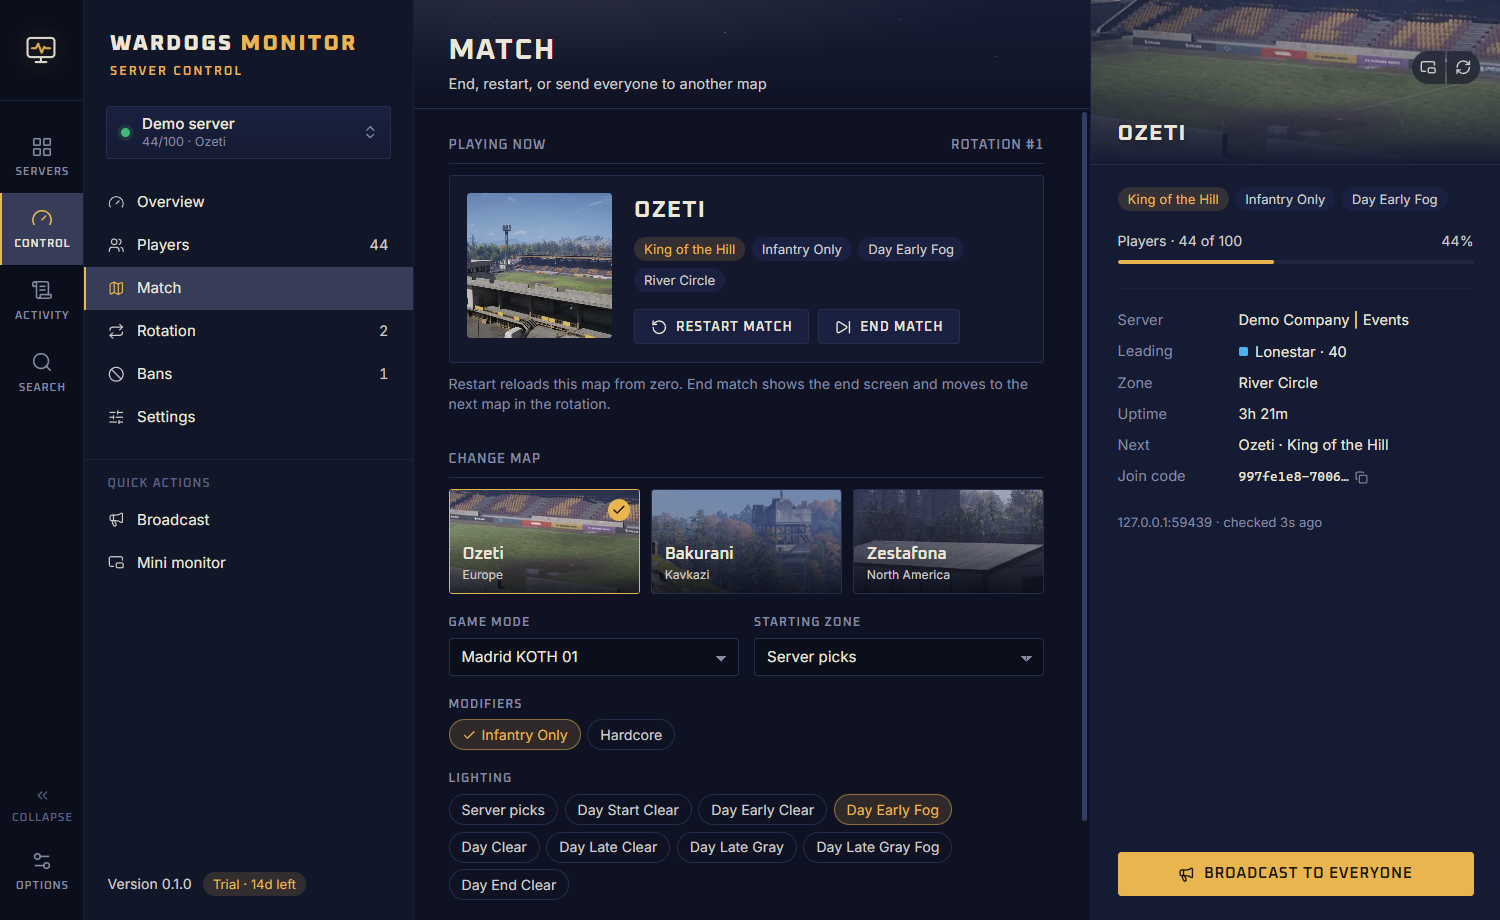 WARDOGS MONITOR
SERVER CONTROL
Demo server
44/100 · Ozeti
SERVERS
CONTROL
ACTIVITY
SEARCH
COLLAPSE
OPTIONS
Overview
Players 44
Match
Rotation 2
Bans 1
Settings
QUICK ACTIONS
Broadcast
Mini monitor
Version 0.1.0
Trial · 14d left
MATCH
End, restart, or send everyone to another map
PLAYING NOW
ROTATION #1
OZETI
King of the Hill
Infantry Only
Day Early Fog
River Circle
RESTART MATCH
END MATCH
Restart reloads this map from zero. End match shows the end screen and moves to the
next map in the rotation.
CHANGE MAP
Ozeti
Europe
Bakurani
Kavkazi
Zestafona
North America
GAME MODE
STARTING ZONE
Madrid KOTH 01
Server picks
MODIFIERS
Infantry Only
Hardcore
LIGHTING
Server picks
Day Start Clear
Day Early Clear
Day Early Fog
Day Clear
Day Late Clear
Day Late Gray
Day Late Gray Fog
Day End Clear
OZETI
King of the Hill
Infantry Only
Day Early Fog
Players · 44 of 100
44%
Server Demo Company | Events
Leading Lonestar · 40
Zone River Circle
Uptime 3h 21m
Next Ozeti · King of the Hill
Join code 997fe1e8-7006…
127.0.0.1:59439 · checked 3s ago
BROADCAST TO EVERYONE